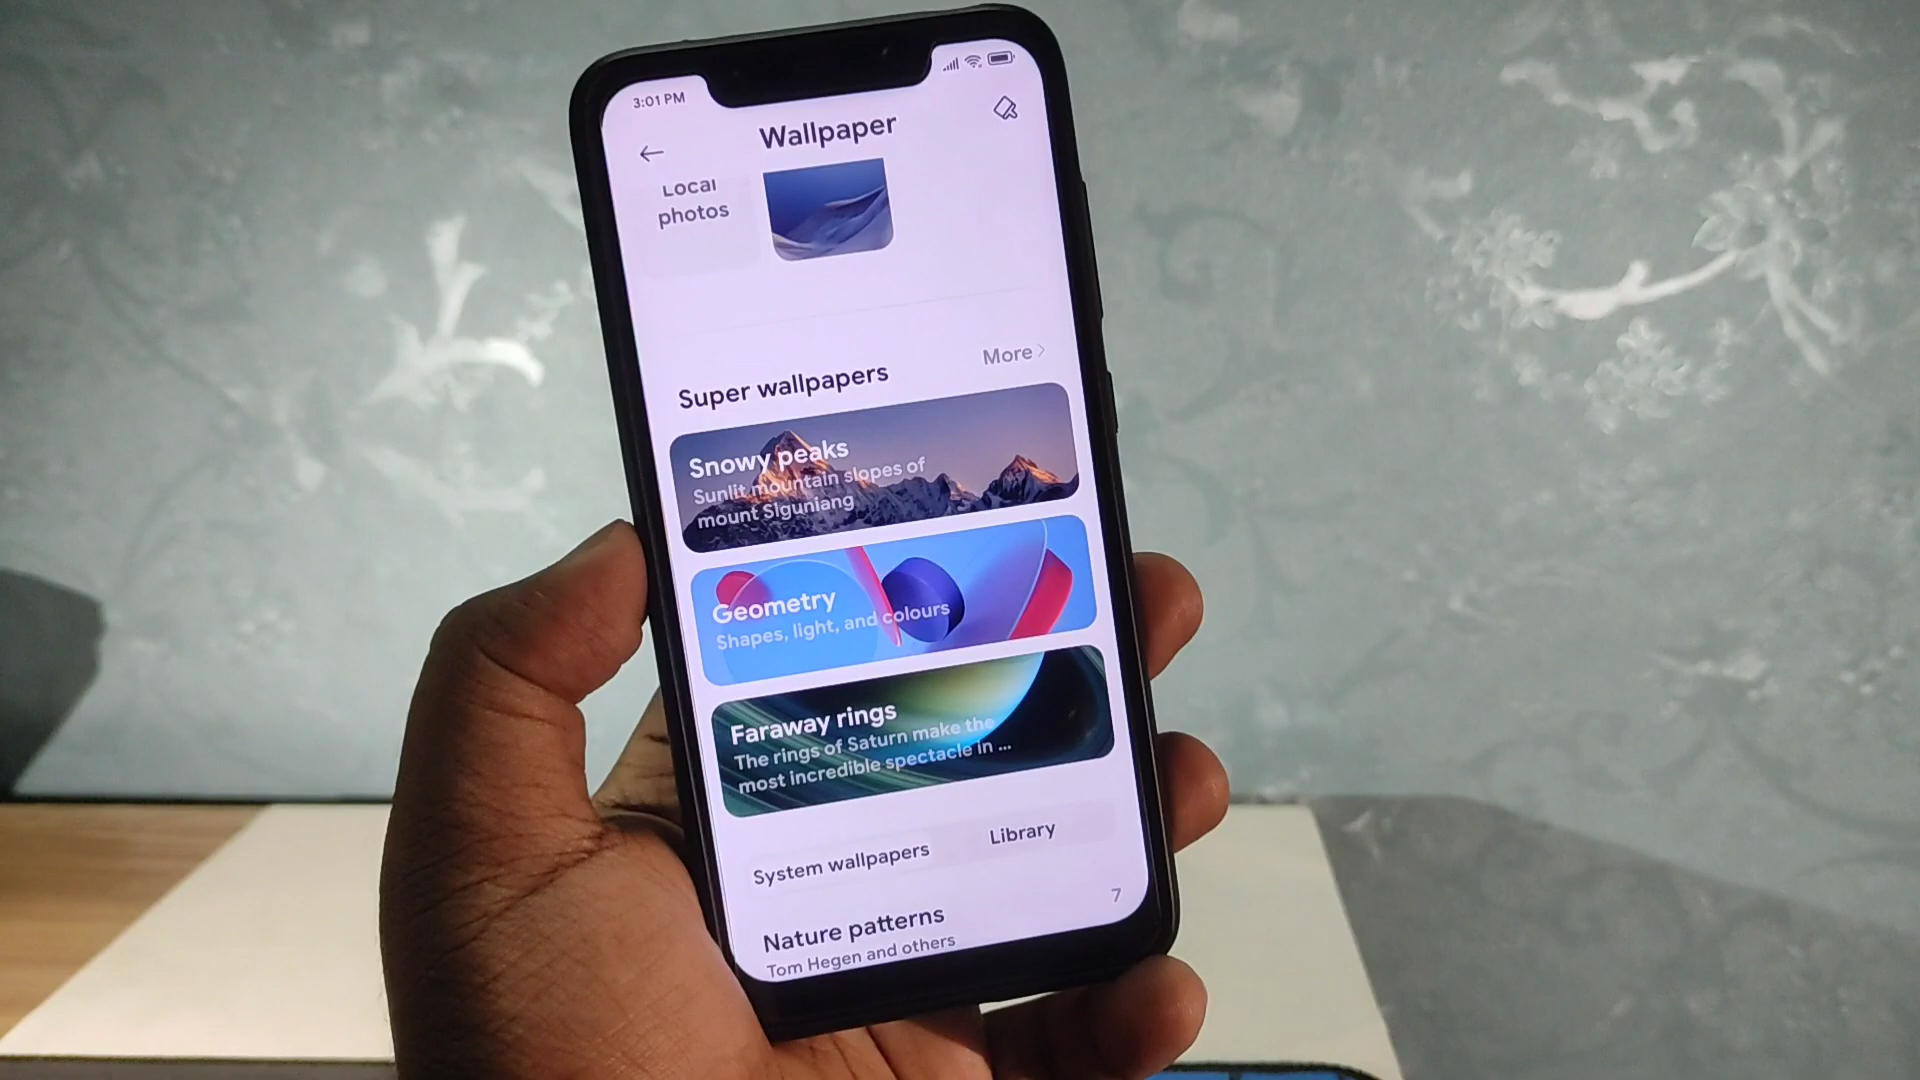 3:01 PM
Wallpaper
Local
photos
Super wallpapers
More
Snowy peaks
Sunlit mountain slopes of
mount Siguniang
Geometry
Shapes, light, and colours
Faraway rings
The rings of Saturn make the
most incredible spectacle in ...
System wallpapers
Library
Nature patterns
7
Tom Hegen and others